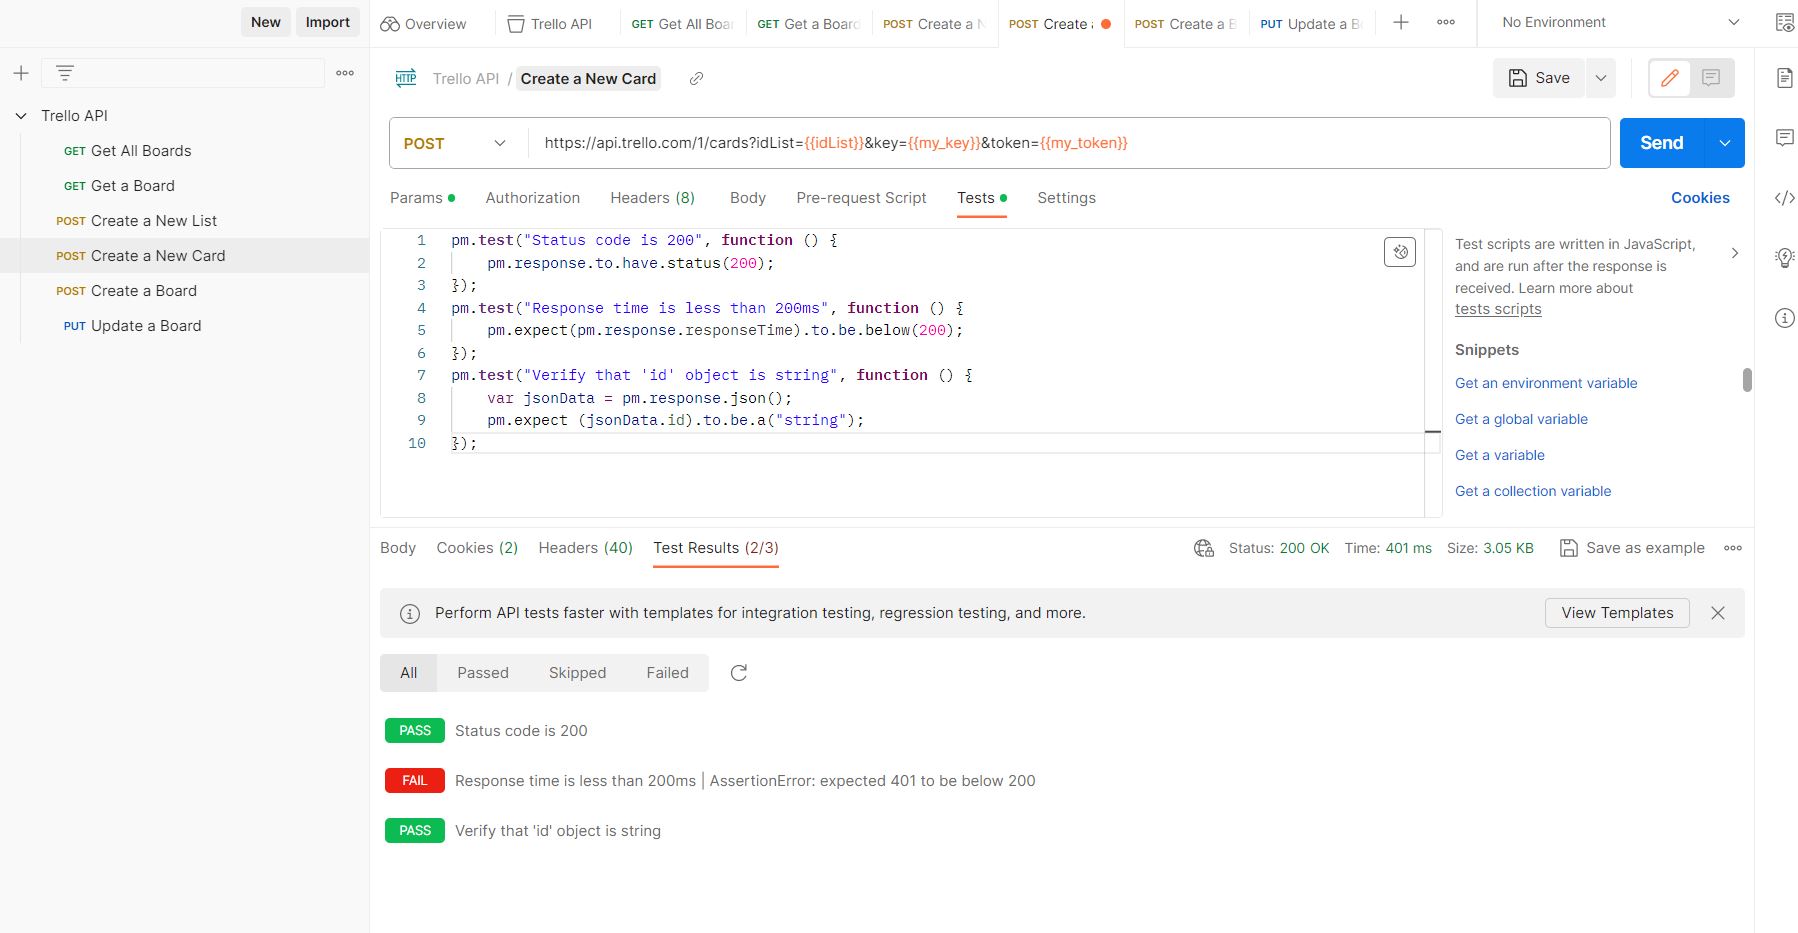 New Import
Overview Trello API GET Get All Boar GET Get a Board POST Create a N POST Create a POST Create a B PUT Update a B No Environment
HTTP Trello API / Create a New Card Save
Trello API
GET Get All Boards
GET Get a Board
POST Create a New List
POST Create a New Card
POST Create a Board
PUT Update a Board
POST https://api.trello.com/1/cards?idList={{idList}}&key={{my_key}}&token={{my_token}} Send
Params Authorization Headers (8) Body Pre-request Script Tests Settings Cookies
1 pm.test("Status code is 200", function () {
2 pm.response.to.have.status(200);
3 });
4 pm.test("Response time is less than 200ms", function () {
5 pm.expect(pm.response.responseTime).to.be.below(200);
6 });
7 pm.test("Verify that 'id' object is string", function () {
8 var jsonData = pm.response.json();
9 pm.expect (jsonData.id).to.be.a("string");
10 });
Test scripts are written in JavaScript,
and are run after the response is
received. Learn more about
tests scripts
Snippets
Get an environment variable
Get a global variable
Get a variable
Get a collection variable
Body Cookies (2) Headers (40) Test Results (2/3) Status: 200 OK Time: 401 ms Size: 3.05 KB Save as example
Perform API tests faster with templates for integration testing, regression testing, and more. View Templates
All Passed Skipped Failed
PASS Status code is 200
FAIL Response time is less than 200ms | AssertionError: expected 401 to be below 200
PASS Verify that 'id' object is string